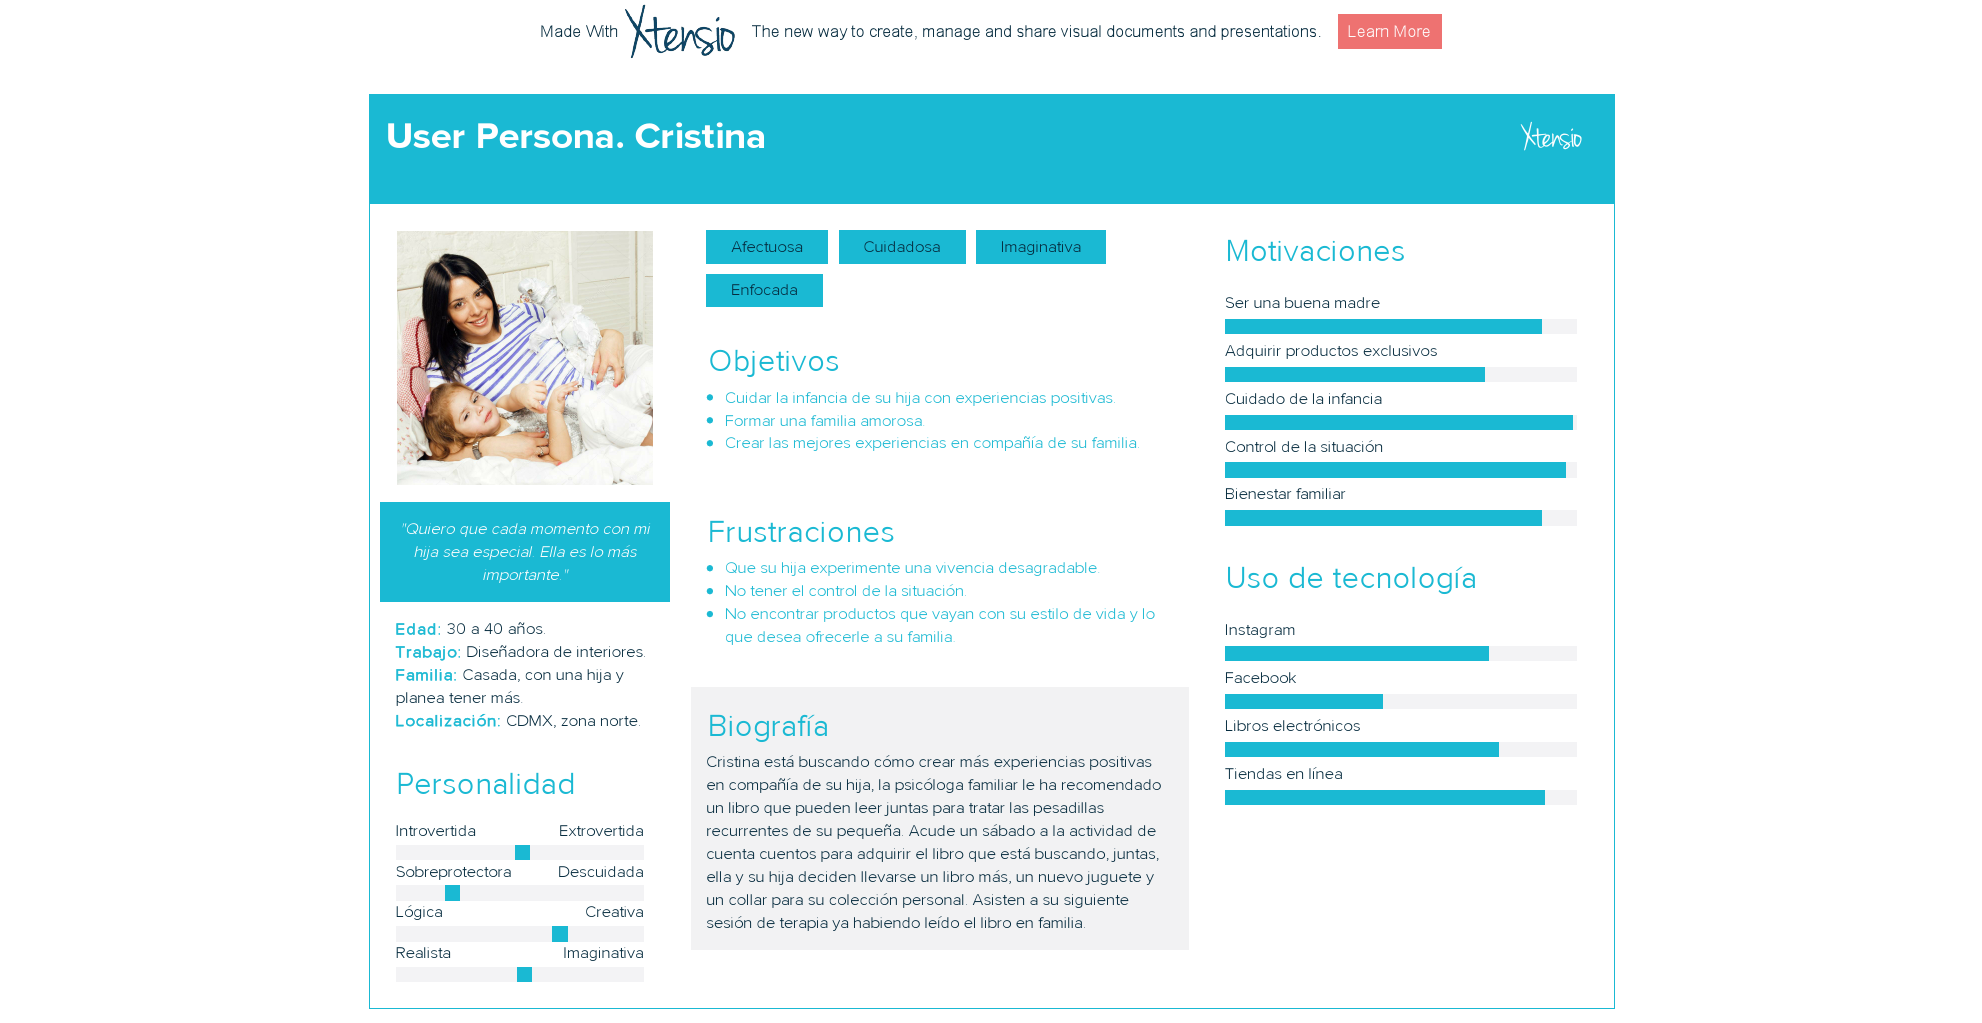 Made With Xtensio The new way to create, manage and share visual documents and presentations. Learn More
User Persona. Cristina
Xtensio
"Quiero que cada momento con mi
hija sea especial. Ella es lo más
importante."
Edad: 30 a 40 años.
Trabajo: Diseñadora de interiores.
Familia: Casada, con una hija y
planea tener más.
Localización: CDMX, zona norte.
Personalidad
Introvertida Extrovertida
Sobreprotectora Descuidada
Lógica Creativa
Realista Imaginativa
Afectuosa Cuidadosa Imaginativa
Enfocada
Objetivos
Cuidar la infancia de su hija con experiencias positivas.
Formar una familia amorosa.
Crear las mejores experiencias en compañía de su familia.
Frustraciones
Que su hija experimente una vivencia desagradable.
No tener el control de la situación.
No encontrar productos que vayan con su estilo de vida y lo
que desea ofrecerle a su familia.
Biografía
Cristina está buscando cómo crear más experiencias positivas
en compañía de su hija, la psicóloga familiar le ha recomendado
un libro que pueden leer juntas para tratar las pesadillas
recurrentes de su pequeña. Acude un sábado a la actividad de
cuenta cuentos para adquirir el libro que está buscando, juntas,
ella y su hija deciden llevarse un libro más, un nuevo juguete y
un collar para su colección personal. Asisten a su siguiente
sesión de terapia ya habiendo leído el libro en familia.
Motivaciones
Ser una buena madre
Adquirir productos exclusivos
Cuidado de la infancia
Control de la situación
Bienestar familiar
Uso de tecnología
Instagram
Facebook
Libros electrónicos
Tiendas en línea